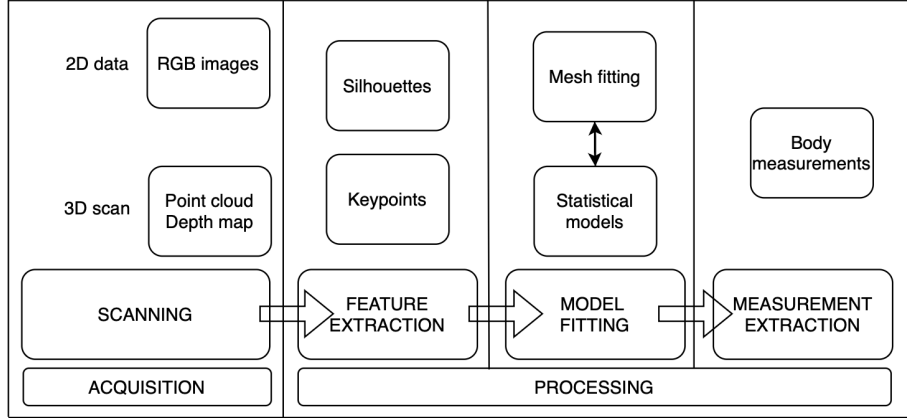 2D data
RGB images
3D scan
Point cloud
Depth map
SCANNING
ACQUISITION
Silhouettes
Keypoints
FEATURE
EXTRACTION
Mesh fitting
Statistical
models
MODEL
FITTING
Body
measurements
MEASUREMENT
EXTRACTION
PROCESSING